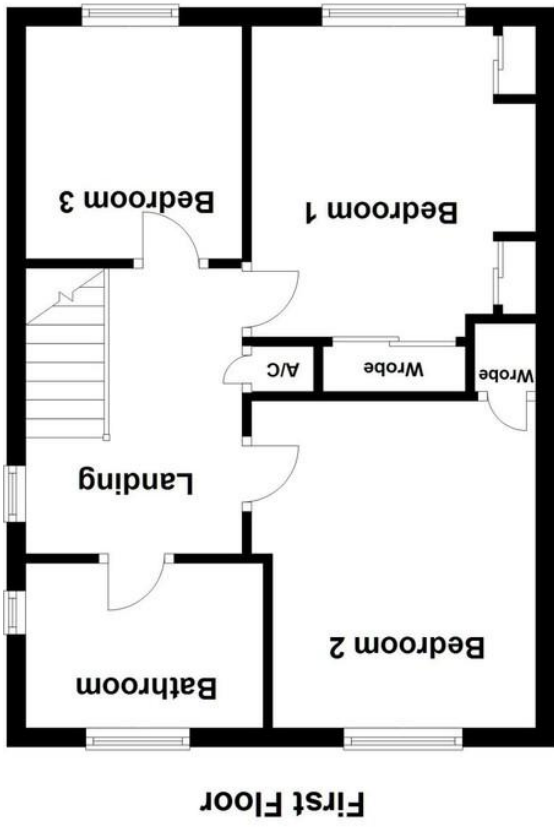 First Floor
Bathroom
Bedroom 2
Landing
Wrobe
Wrobe
A/C
Bedroom 1
Bedroom 3